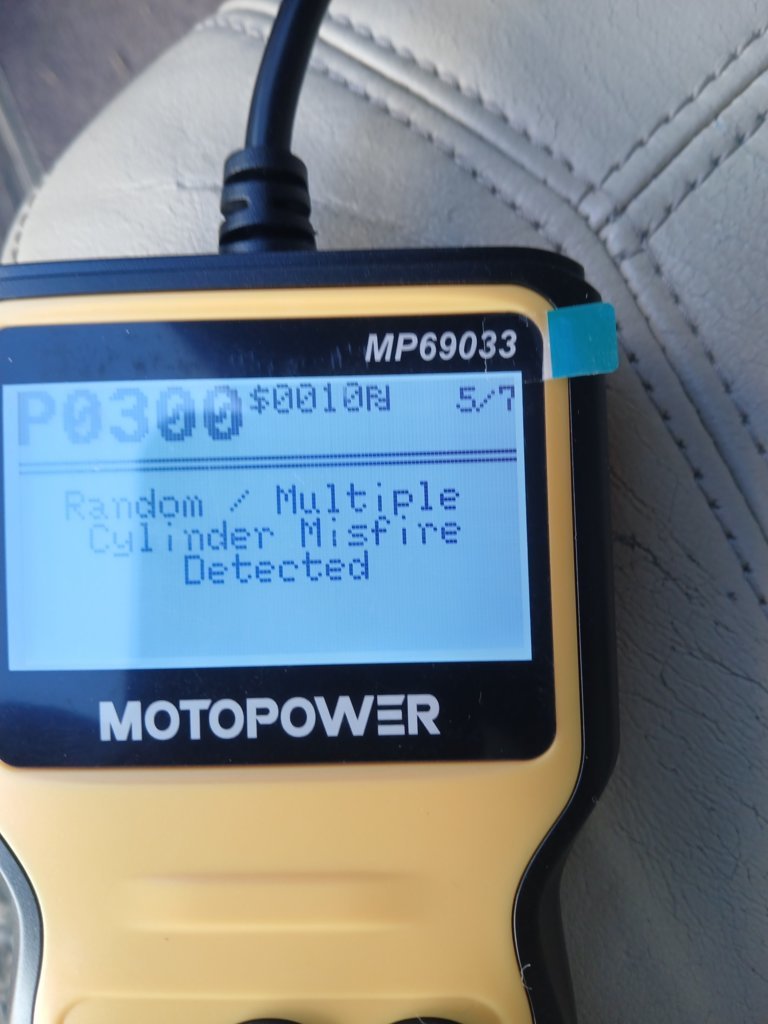 MP69033
P0300 $0010 5/7
Random / Multiple
Cylinder Misfire
Detected
MOTOPOWER